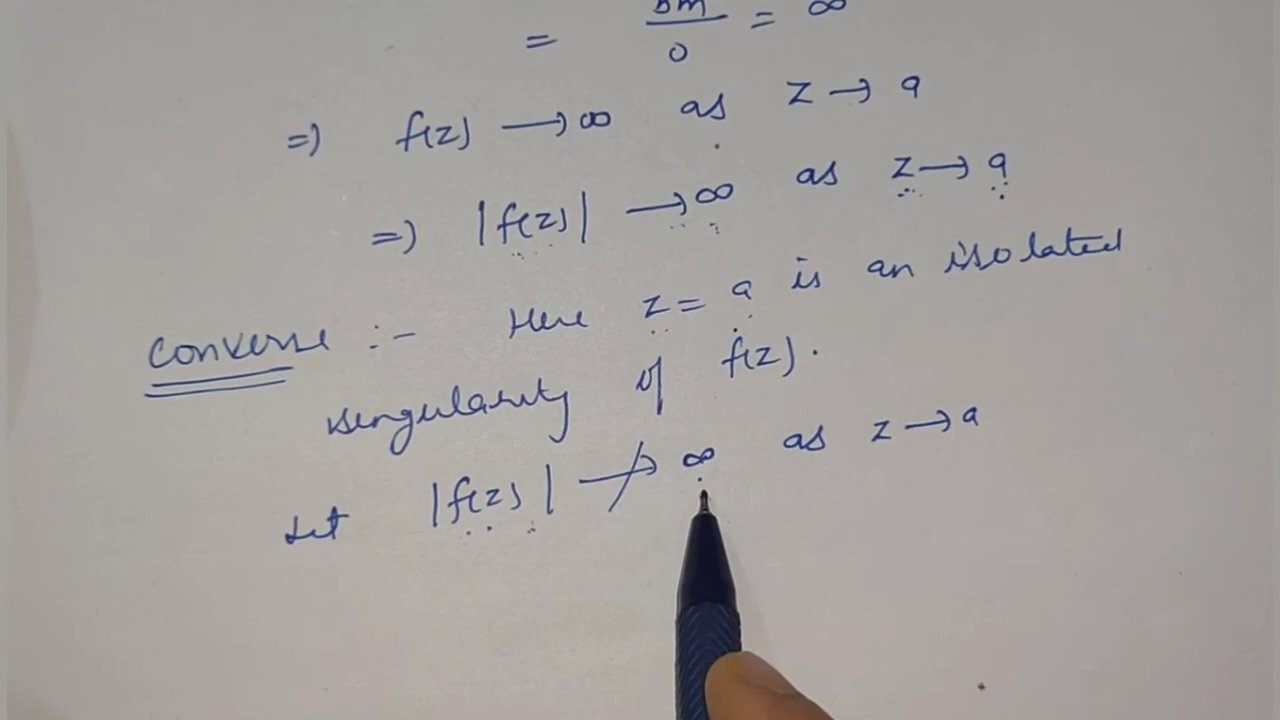 = bm/0 = ∞
=) f(z) → ∞ as z → a
=) |f(z)| → ∞ as z → a
Converse :- Here z = a is an isolated
singularity of f(z).
Let |f(z)| ↛ ∞ as z → a